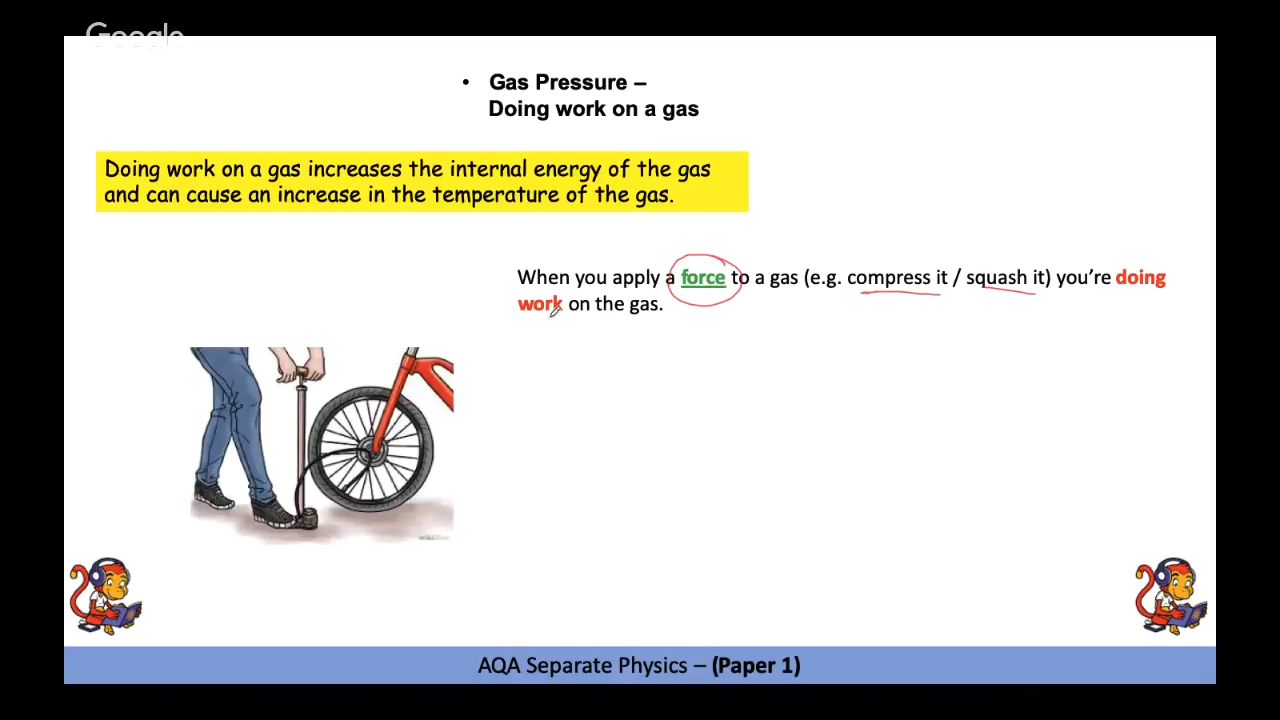 Google
• Gas Pressure –
Doing work on a gas
Doing work on a gas increases the internal energy of the gas
and can cause an increase in the temperature of the gas.
When you apply a force to a gas (e.g. compress it / squash it) you’re doing
work on the gas.
AQA Separate Physics – (Paper 1)